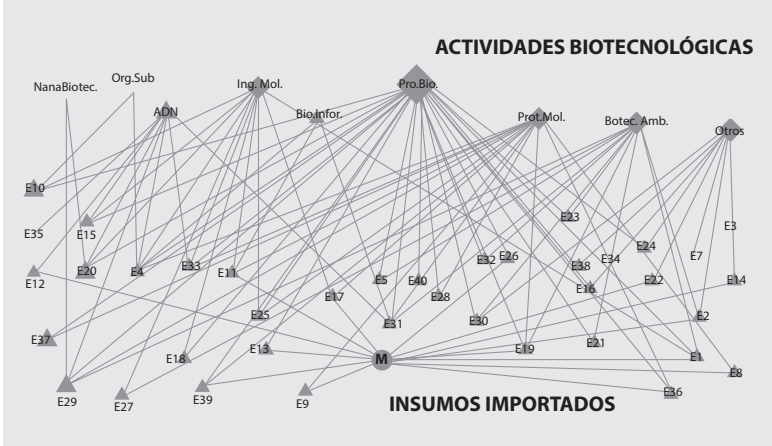 ACTIVIDADES BIOTECNOLÓGICAS
NanaBiotec.
Org.Sub
ADN
Ing. Mol.
Bio.Infor.
Pro.Bio.
Prot.Mol.
Botec. Amb.
Otros
E10
E35
E15
E12
E20
E4
E33
E11
E37
E25
E17
E5
E40
E28
E31
E32
E26
E30
E23
E38
E34
E16
E24
E22
E7
E3
E14
E2
E18
E13
M
E19
E21
E1
E8
E29
E27
E39
E9
E36
INSUMOS IMPORTADOS